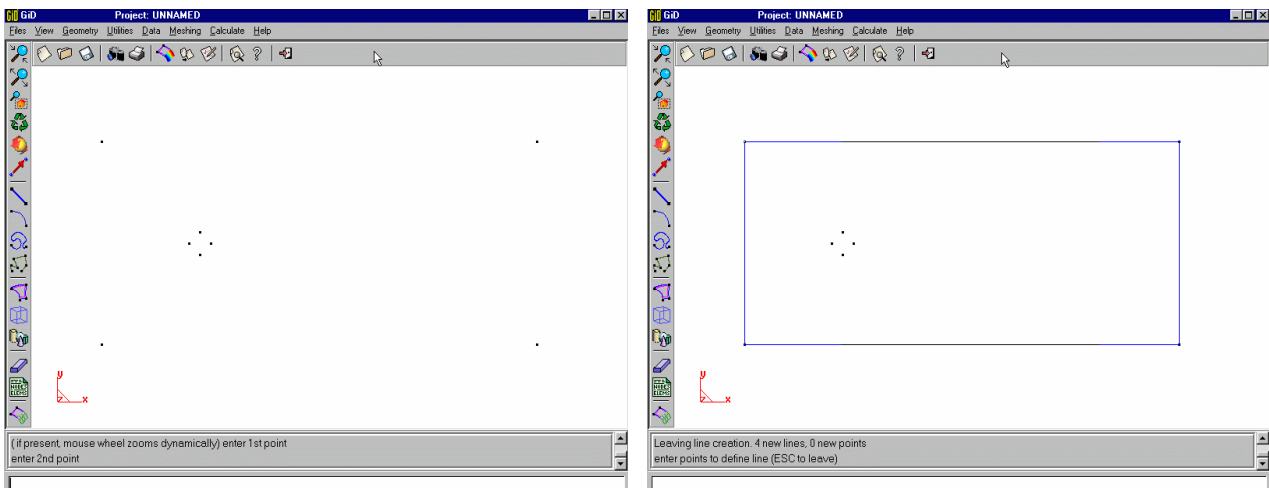 GiD Project: UNNAMED
Files View Geometry Utilities Data Meshing Calculate Help
y
z x
( if present, mouse wheel zooms dynamically) enter 1st point
enter 2nd point
GiD Project: UNNAMED
Files View Geometry Utilities Data Meshing Calculate Help
y
z x
Leaving line creation. 4 new lines, 0 new points
enter points to define line (ESC to leave)